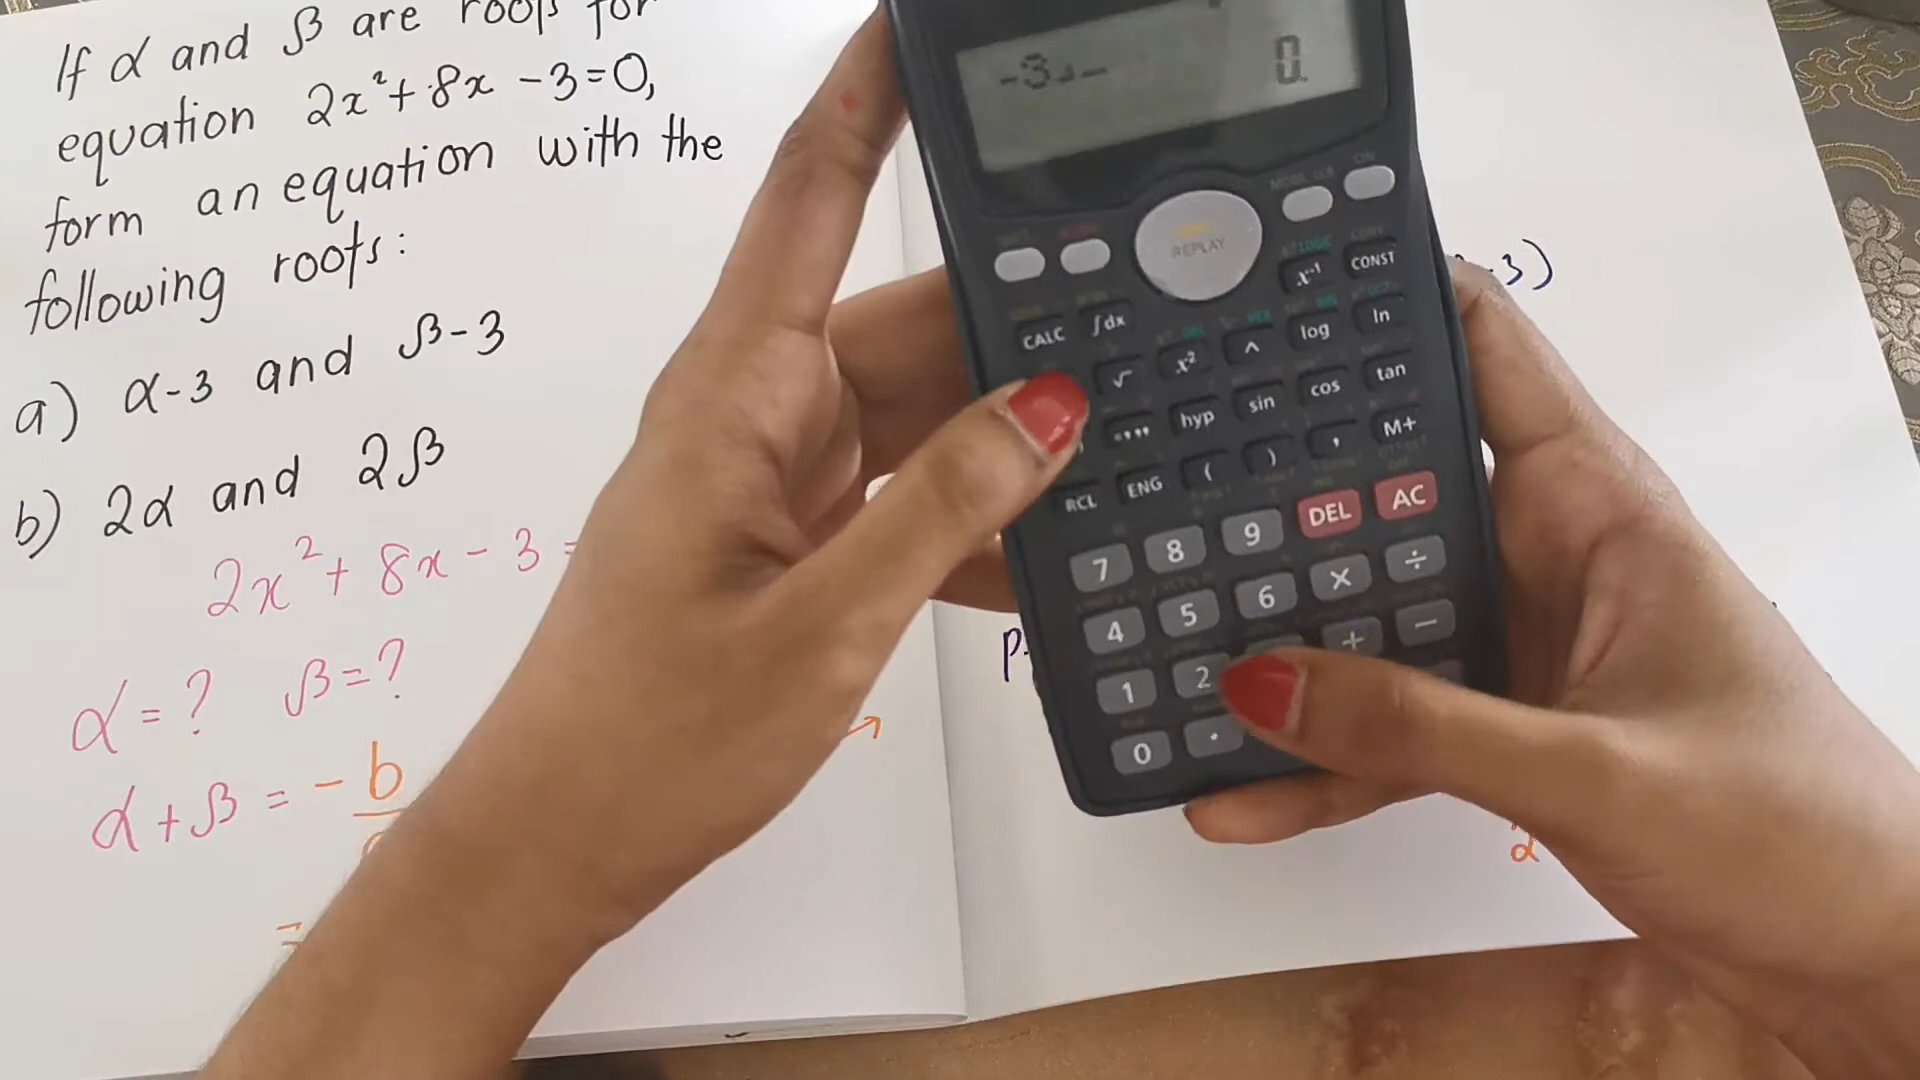 If α and β are roots for
equation 2x²+8x-3=0,
form an equation with the
following roots:
a) α-3 and β-3
b) 2α and 2β
2x²+8x-3=
α=? β=?
α+β=-b
-3⌟
0.
REPLAY
x⁻¹ CONST
CALC ∫dx
√ x² ^ log ln
hyp sin cos tan
RCL ENG ( ) , M+
7 8 9 DEL AC
4 5 6 × ÷
1 2 + −
0 .
-3)
P
α